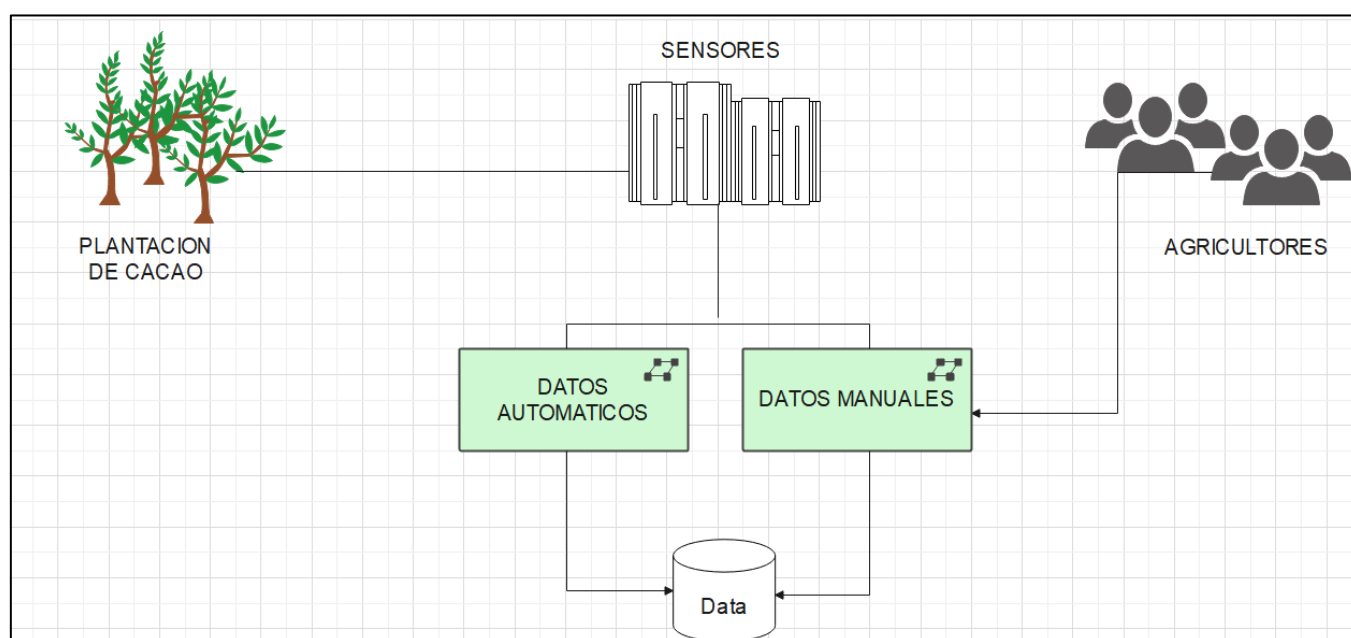 SENSORES
PLANTACION
DE CACAO
AGRICULTORES
DATOS
AUTOMATICOS
DATOS MANUALES
Data